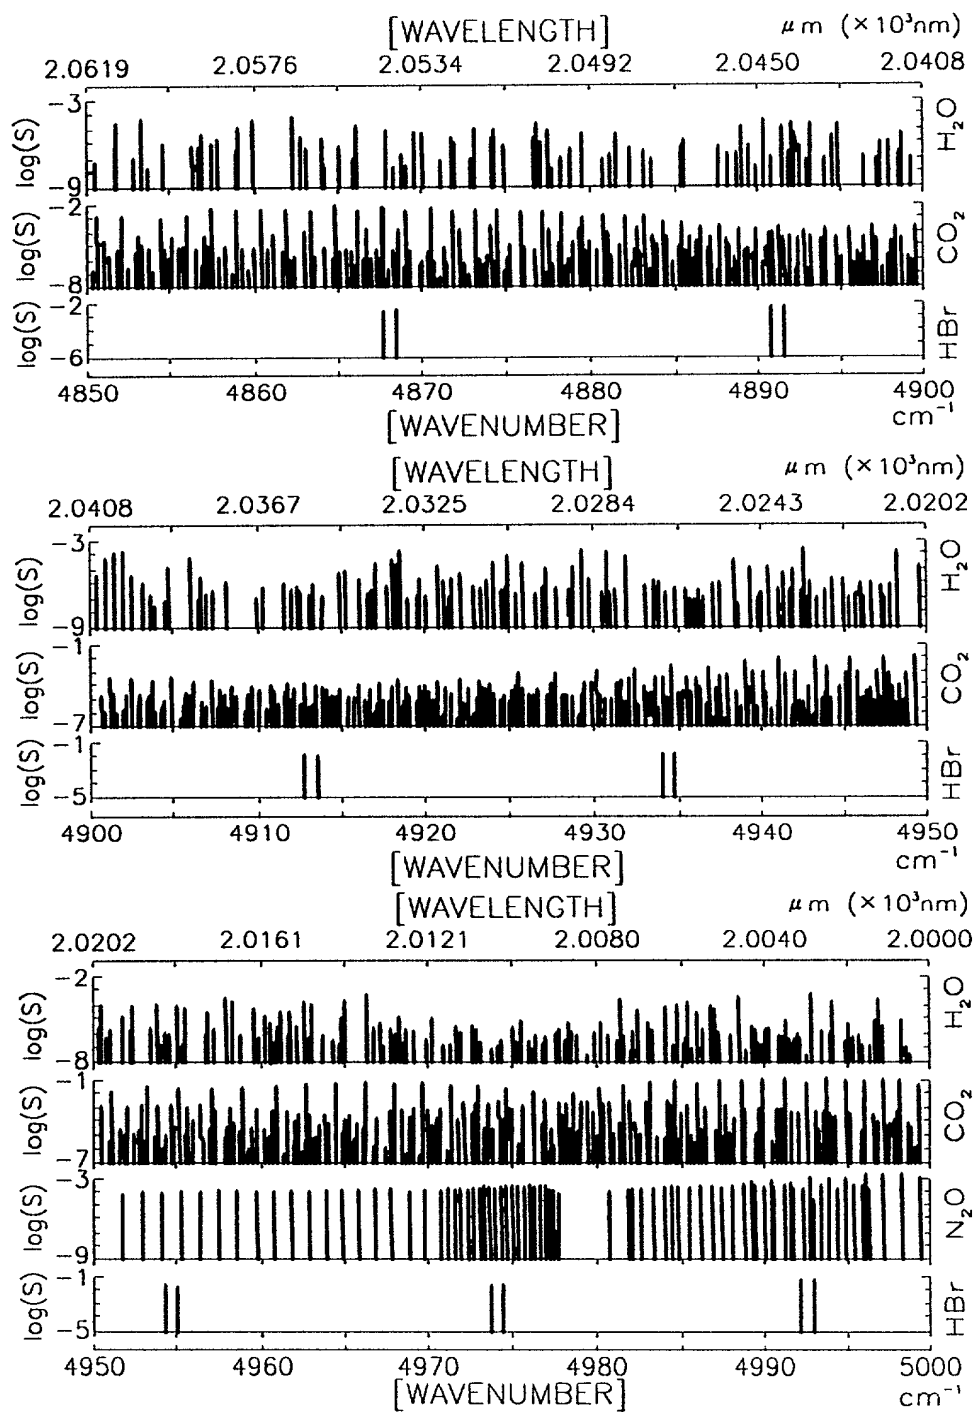 [WAVELENGTH] μm (×10³nm)
2.0619 2.0576 2.0534 2.0492 2.0450 2.0408
log(S) -3 -9 H₂O
log(S) -2 -8 CO₂
log(S) -2 -6 HBr
4850 4860 4870 4880 4890 4900
[WAVENUMBER] cm⁻¹
[WAVELENGTH] μm (×10³nm)
2.0408 2.0367 2.0325 2.0284 2.0243 2.0202
log(S) -3 -9 H₂O
log(S) -1 -7 CO₂
log(S) -1 -5 HBr
4900 4910 4920 4930 4940 4950
[WAVENUMBER] cm⁻¹
[WAVELENGTH] μm (×10³nm)
2.0202 2.0161 2.0121 2.0080 2.0040 2.0000
log(S) -2 -8 H₂O
log(S) -1 -7 CO₂
log(S) -3 -9 N₂O
log(S) -1 -5 HBr
4950 4960 4970 4980 4990 5000
[WAVENUMBER] cm⁻¹